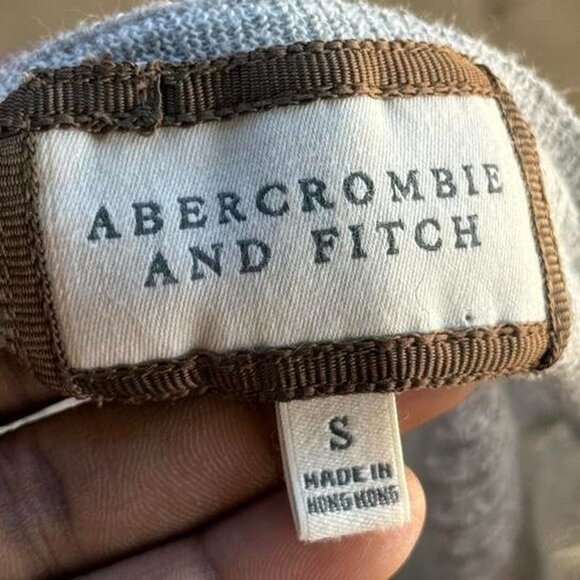 ABERCROMBIE
AND FITCH
S
MADE IN
HONG KONG